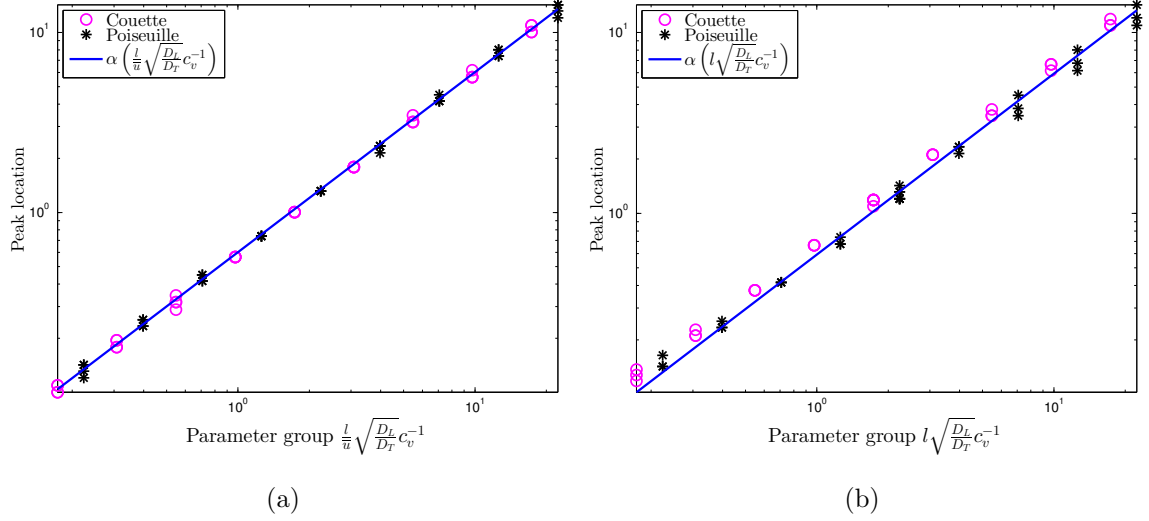 10^1
10^0
Peak location
Couette
Poiseuille
α ( l/u̿ √(D_L/D_T) c_v^{-1} )
10^0
10^1
Parameter group l/u̿ √(D_L/D_T) c_v^{-1}
(a)
10^1
10^0
Peak location
Couette
Poiseuille
α ( l √(D_L/D_T) c_v^{-1} )
10^0
10^1
Parameter group l √(D_L/D_T) c_v^{-1}
(b)